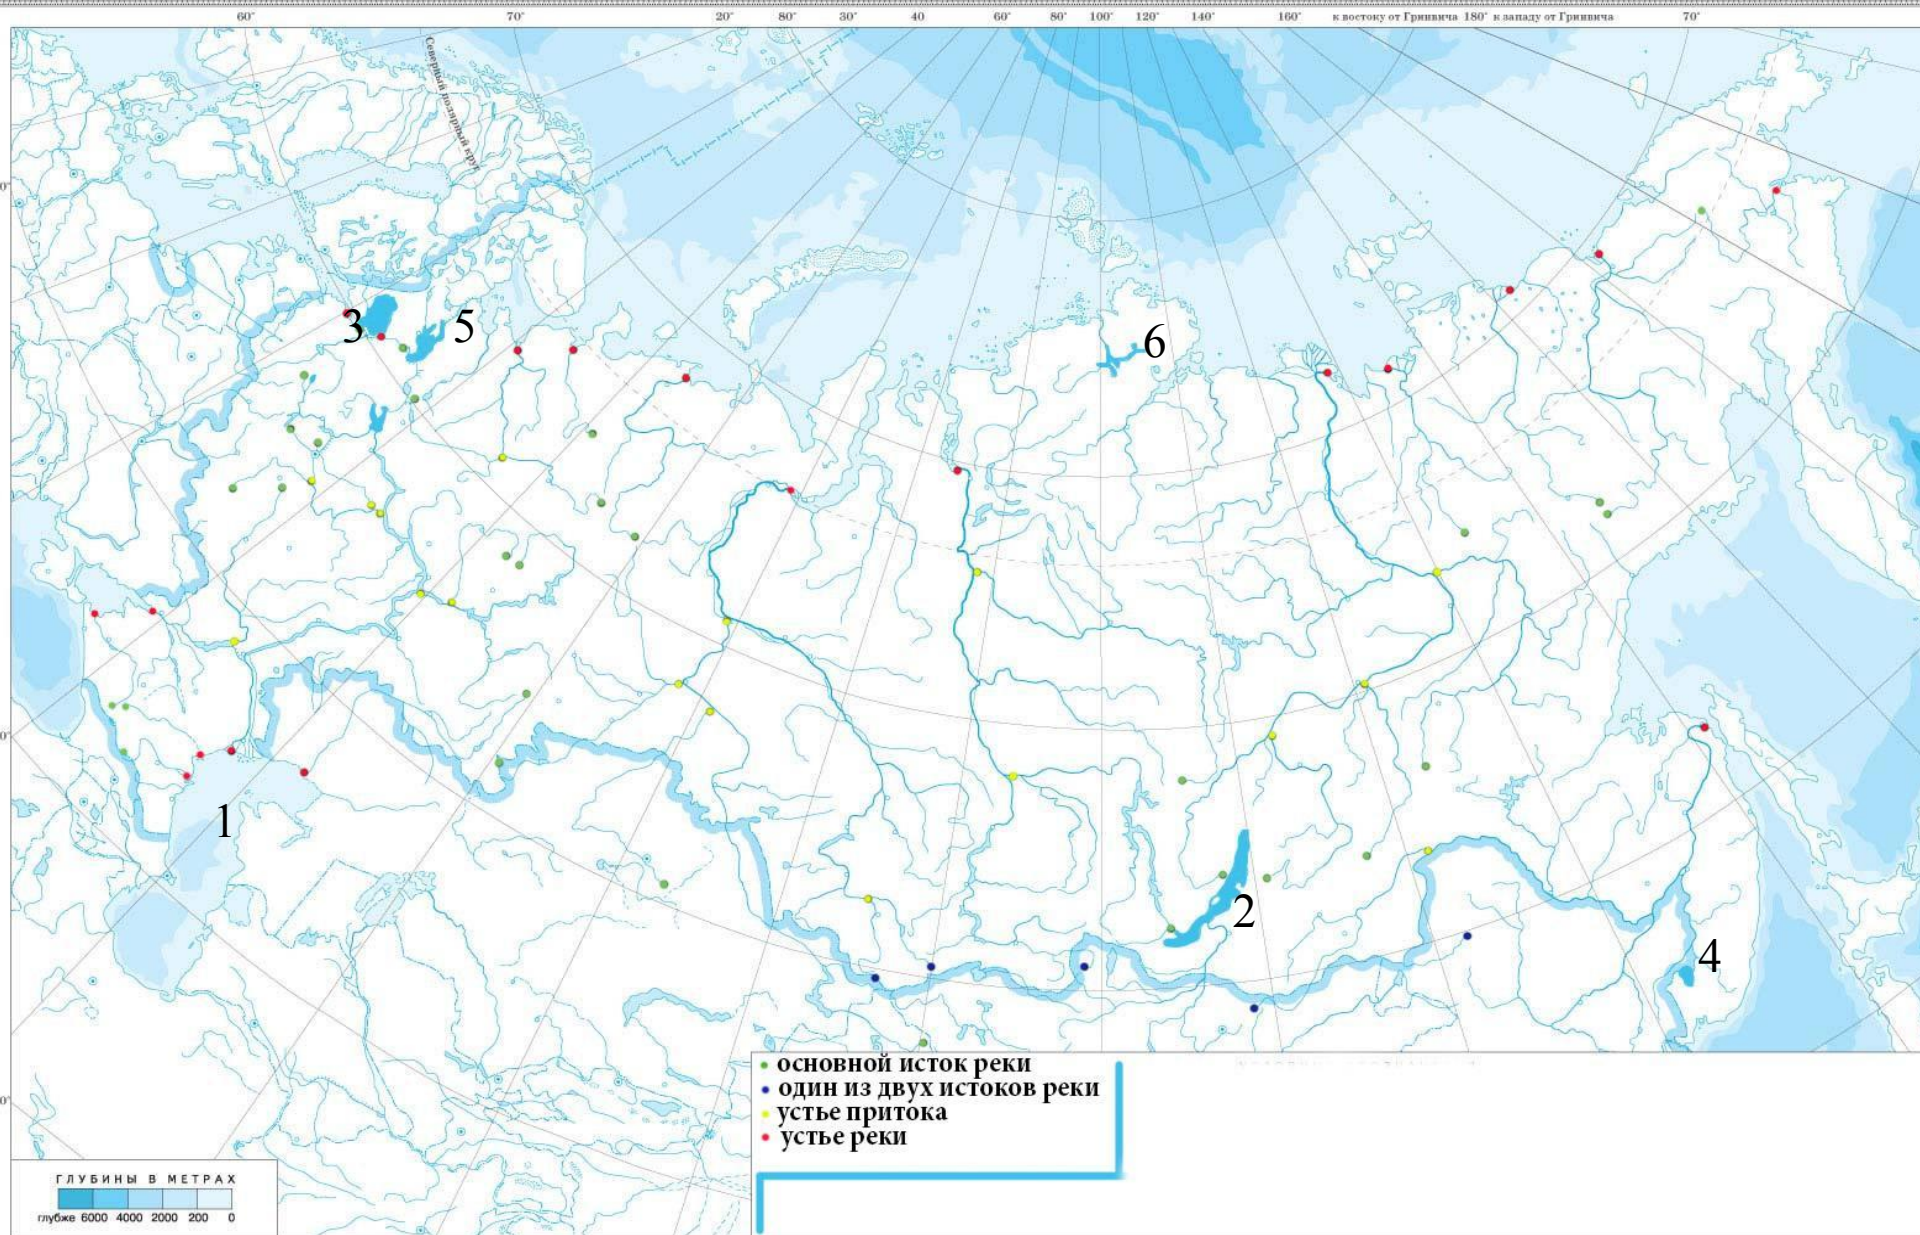 60° 70° 20° 80° 30° 40 60° 80° 100° 120° 140° 160° к востоку от Гринвича 180° к западу от Гринвича 70°
Северный полярный круг
3
5
6
1
2
4
основной исток реки
один из двух истоков реки
устье притока
устье реки
ГЛУБИНЫ В МЕТРАХ
глубже 6000 4000 2000 200 0